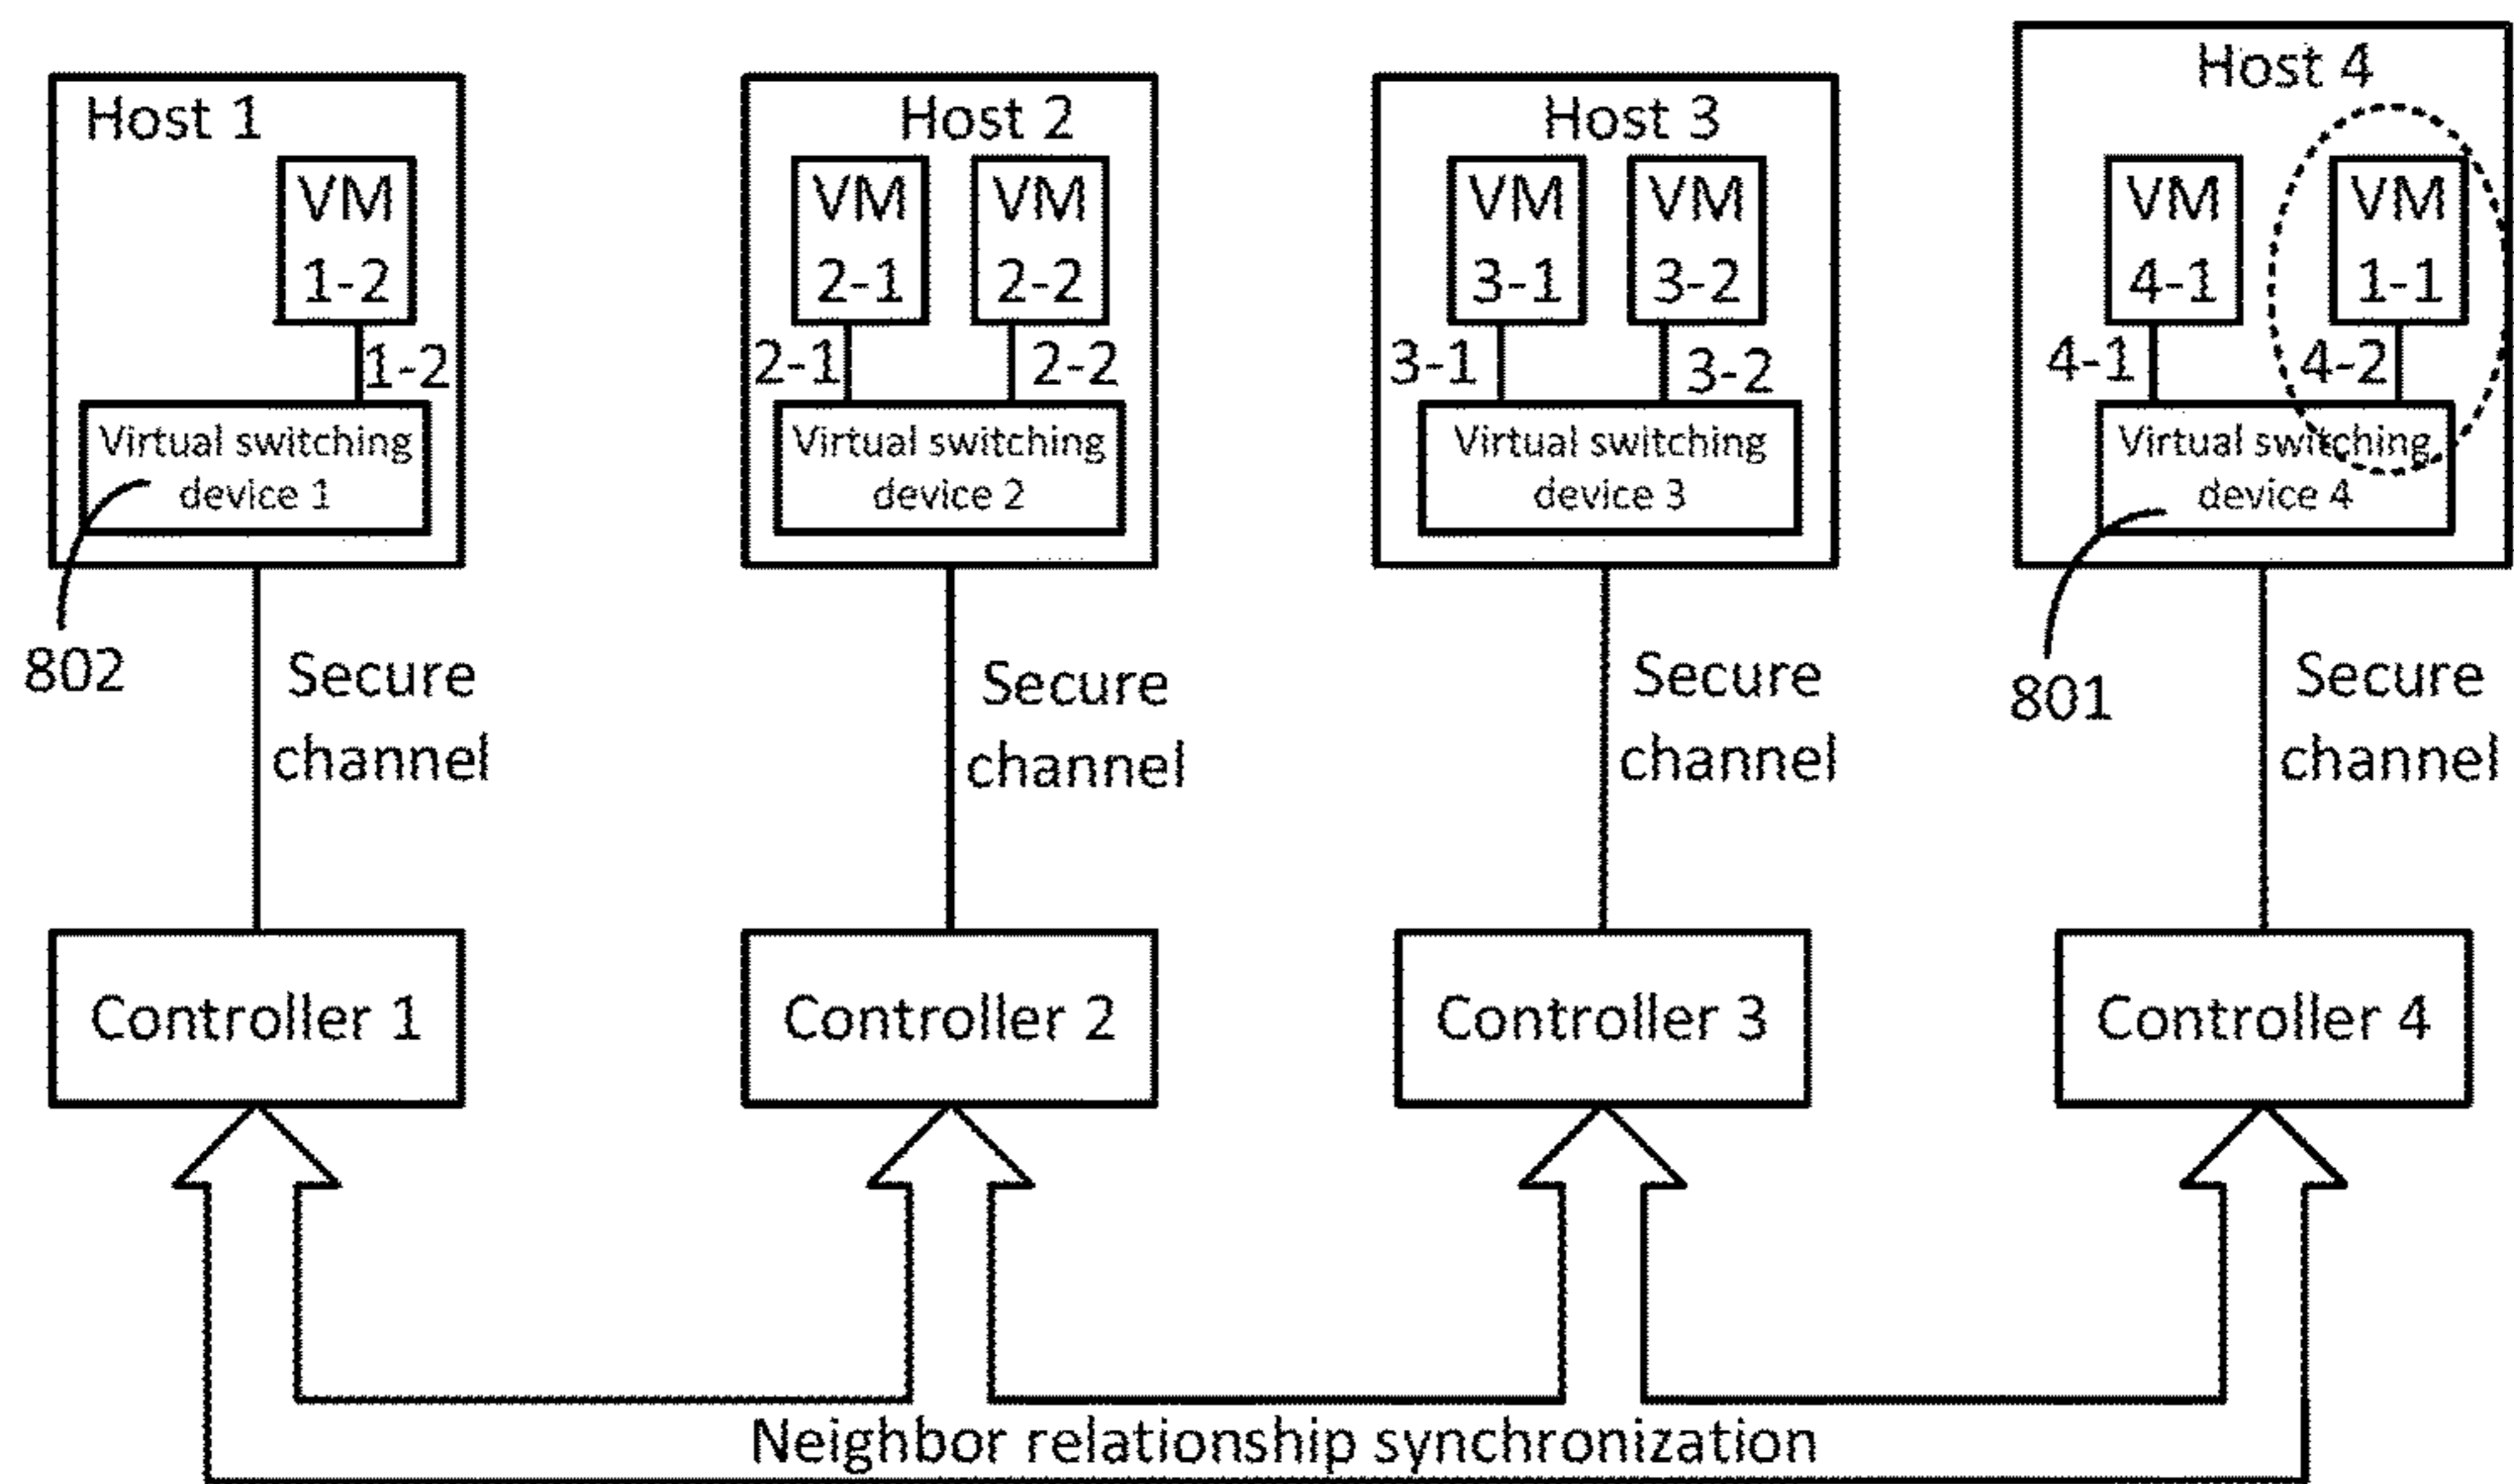 Host 1
VM
1-2
1-2
Virtual switching
device 1
802
Secure
channel
Controller 1
Host 2
VM
2-1
VM
2-2
2-1
2-2
Virtual switching
device 2
Secure
channel
Controller 2
Host 3
VM
3-1
VM
3-2
3-1
3-2
Virtual switching
device 3
Secure
channel
Controller 3
Host 4
VM
4-1
VM
1-1
4-1
4-2
Virtual switching
device 4
801
Secure
channel
Controller 4
Neighbor relationship synchronization